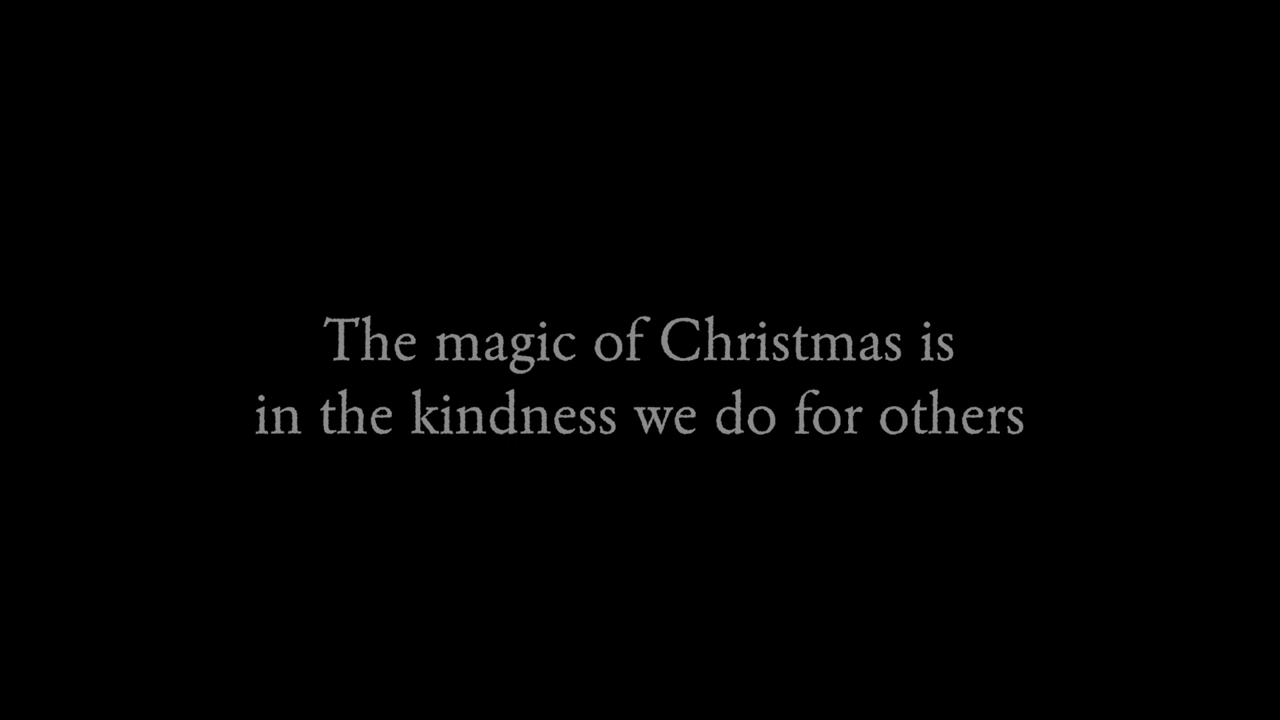 The magic of Christmas is
in the kindness we do for others